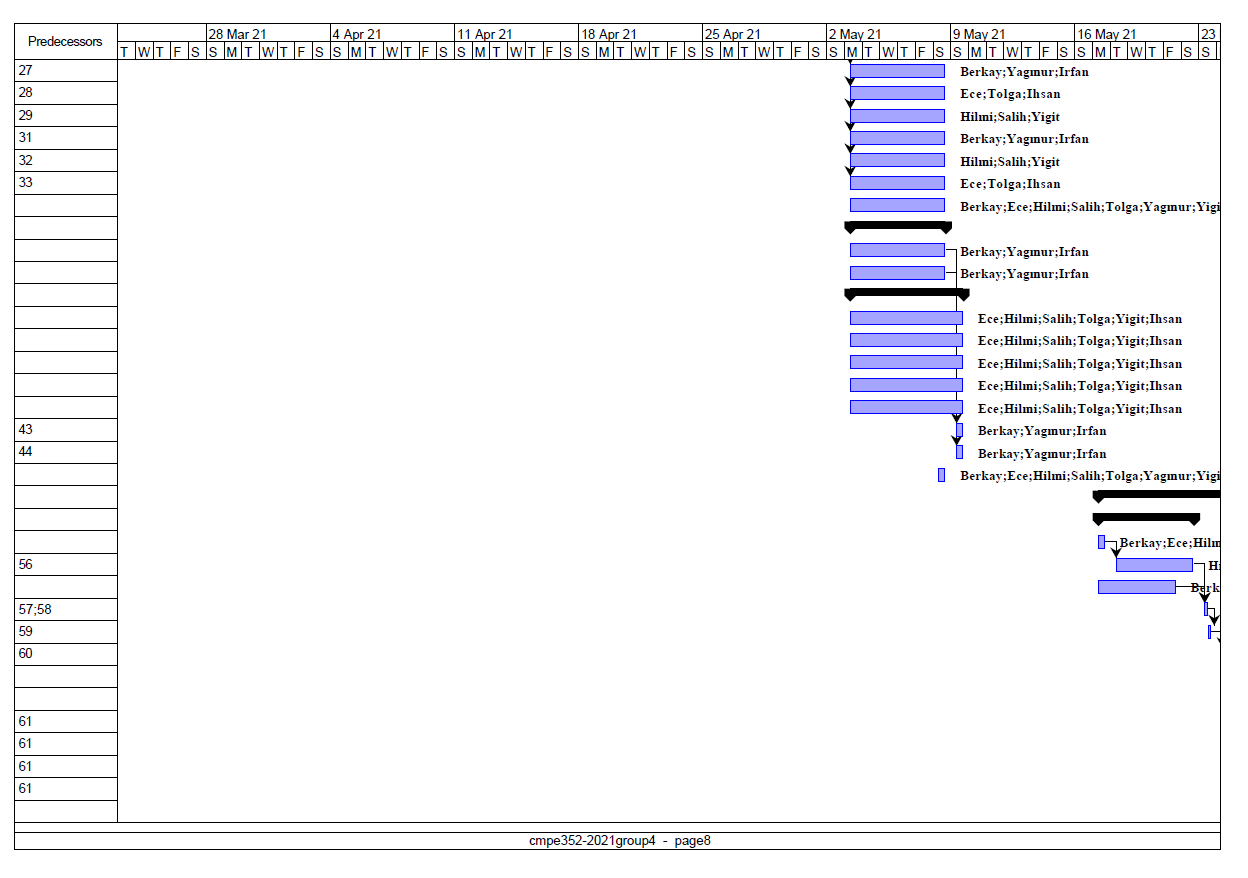 Predecessors
28 Mar 21 4 Apr 21 11 Apr 21 18 Apr 21 25 Apr 21 2 May 21 9 May 21 16 May 21 23
T W T F S S M T W T F S S M T W T F S S M T W T F S S M T W T F S S M T W T F S S M T W T F S S M T W T F S S M T W T F S S
27 Berkay;Yagmur;Irfan
28 Ece;Tolga;Ihsan
29 Hilmi;Salih;Yigit
31 Berkay;Yagmur;Irfan
32 Hilmi;Salih;Yigit
33 Ece;Tolga;Ihsan
Berkay;Ece;Hilmi;Salih;Tolga;Yagmur;Yigi
Berkay;Yagmur;Irfan
Berkay;Yagmur;Irfan
Ece;Hilmi;Salih;Tolga;Yigit;Ihsan
Ece;Hilmi;Salih;Tolga;Yigit;Ihsan
Ece;Hilmi;Salih;Tolga;Yigit;Ihsan
Ece;Hilmi;Salih;Tolga;Yigit;Ihsan
Ece;Hilmi;Salih;Tolga;Yigit;Ihsan
43 Berkay;Yagmur;Irfan
44 Berkay;Yagmur;Irfan
Berkay;Ece;Hilmi;Salih;Tolga;Yagmur;Yigi
Berkay;Ece;Hilm
56 Hi
Berk
57;58
59
60
61
61
61
61
cmpe352-2021group4 - page8